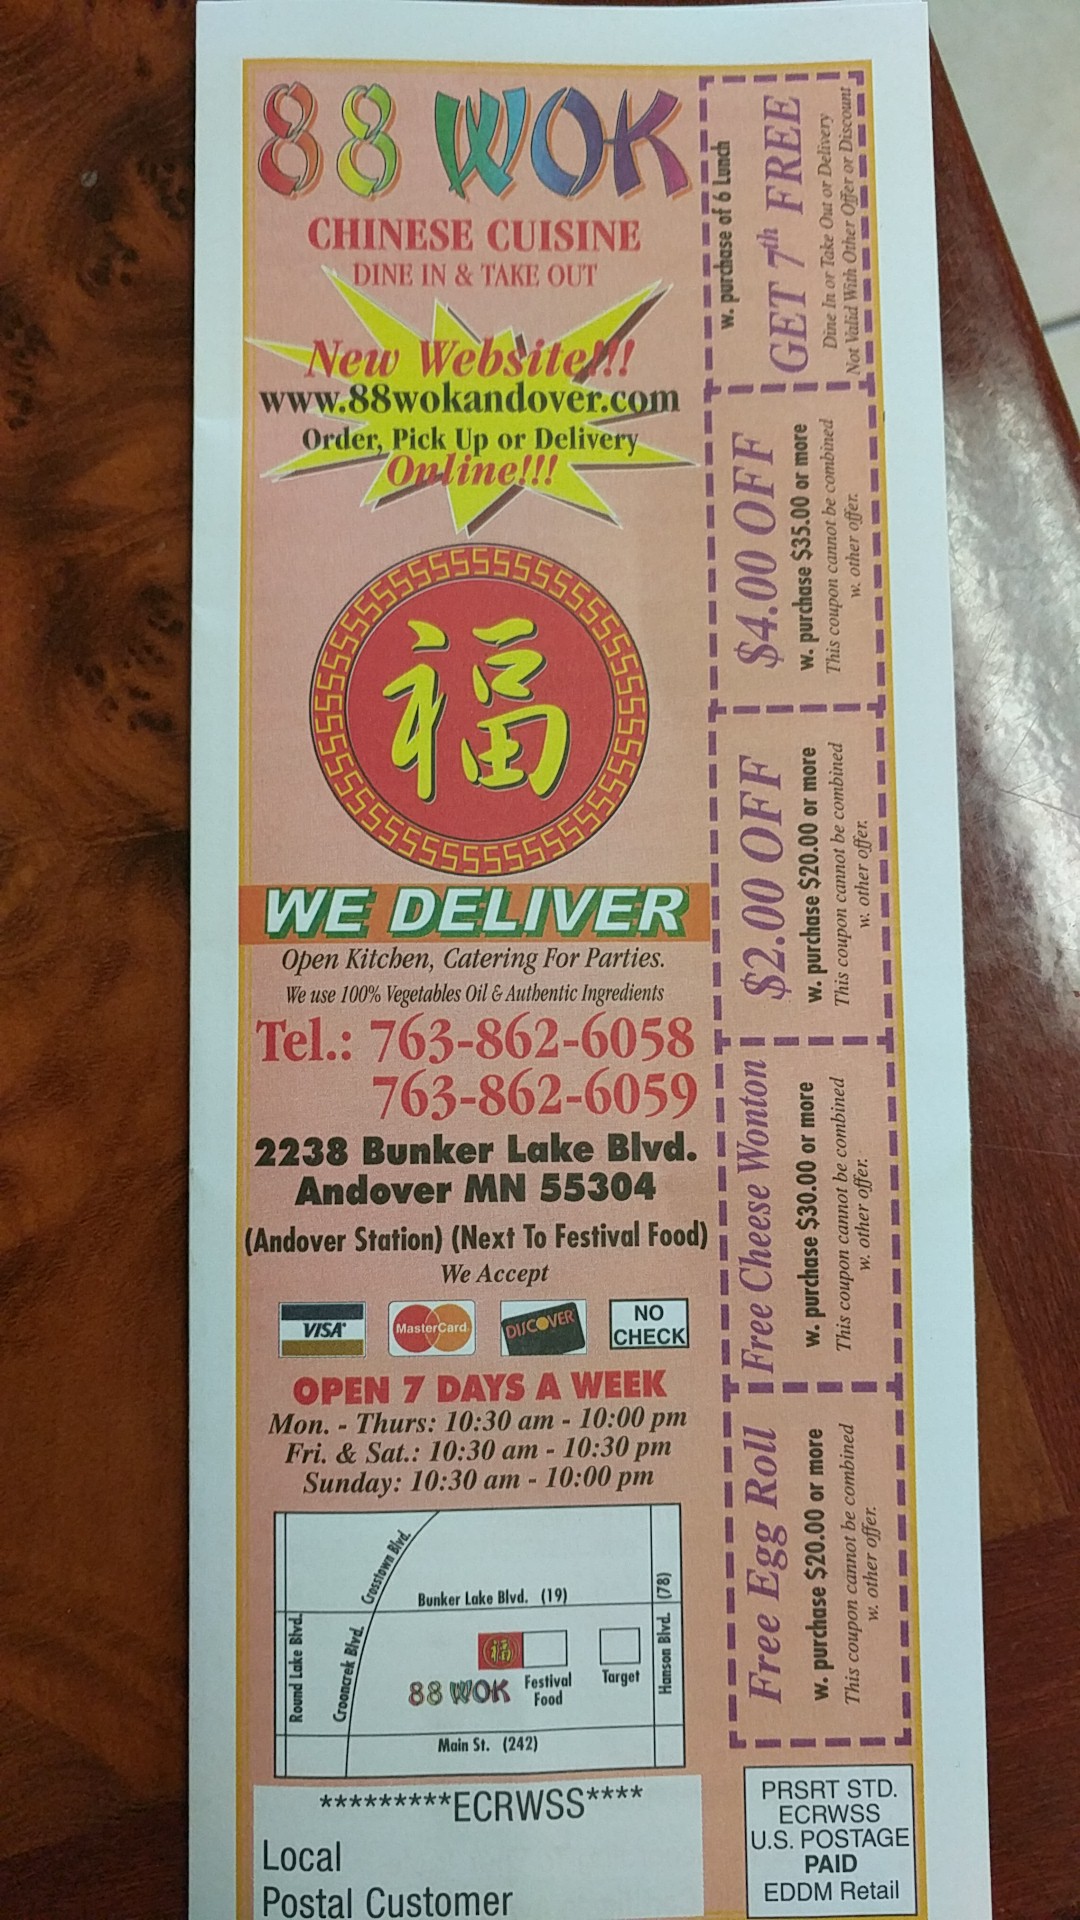 88 WOK
CHINESE CUISINE
DINE IN & TAKE OUT
New Website!!!
www.88wokandover.com
Order, Pick Up or Delivery
Online!!!
福
WE DELIVER
Open Kitchen, Catering For Parties.
We use 100% Vegetables Oil & Authentic Ingredients
Tel.: 763-862-6058
763-862-6059
2238 Bunker Lake Blvd.
Andover MN 55304
(Andover Station) (Next To Festival Food)
We Accept
VISA
MasterCard
DISCOVER
NO
CHECK
OPEN 7 DAYS A WEEK
Mon. - Thurs: 10:30 am - 10:00 pm
Fri. & Sat.: 10:30 am - 10:30 pm
Sunday: 10:30 am - 10:00 pm
Crosstown Blvd.
Bunker Lake Blvd. (19)
(78)
Round Lake Blvd.
Crooncrek Blvd.
福
88 WOK
Festival
Food
Target
Hanson Blvd.
Main St. (242)
*********ECRWSS****
Local
Postal Customer
w. purchase of 6 Lunch
GET 7th FREE
Dine In or Take Out or Delivery
Not Valid With Other Offer or Discount
$4.00 OFF
w. purchase $35.00 or more
This coupon cannot be combined
w. other offer.
$2.00 OFF
w. purchase $20.00 or more
This coupon cannot be combined
w. other offer.
Free Cheese Wonton
w. purchase $30.00 or more
This coupon cannot be combined
w. other offer.
Free Egg Roll
w. purchase $20.00 or more
This coupon cannot be combined
w. other offer.
PRSRT STD.
ECRWSS
U.S. POSTAGE
PAID
EDDM Retail